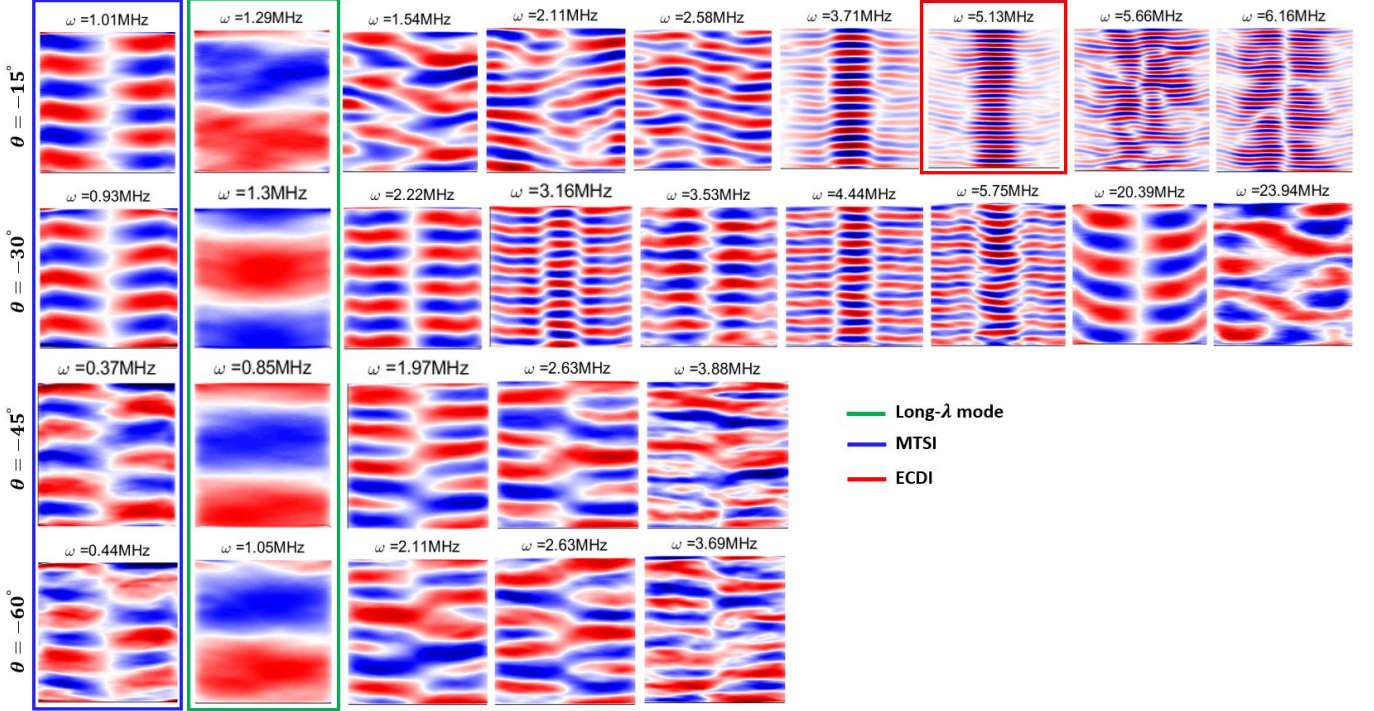 ω =1.01MHz ω =1.29MHz ω =1.54MHz ω =2.11MHz ω =2.58MHz ω =3.71MHz ω =5.13MHz ω =5.66MHz ω =6.16MHz
θ = −15°
ω =0.93MHz ω =1.3MHz ω =2.22MHz ω =3.16MHz ω =3.53MHz ω =4.44MHz ω =5.75MHz ω =20.39MHz ω =23.94MHz
θ = −30°
ω =0.37MHz ω =0.85MHz ω =1.97MHz ω =2.63MHz ω =3.88MHz
θ = −45°
Long-λ mode
MTSI
ECDI
ω =0.44MHz ω =1.05MHz ω =2.11MHz ω =2.63MHz ω =3.69MHz
θ = −60°